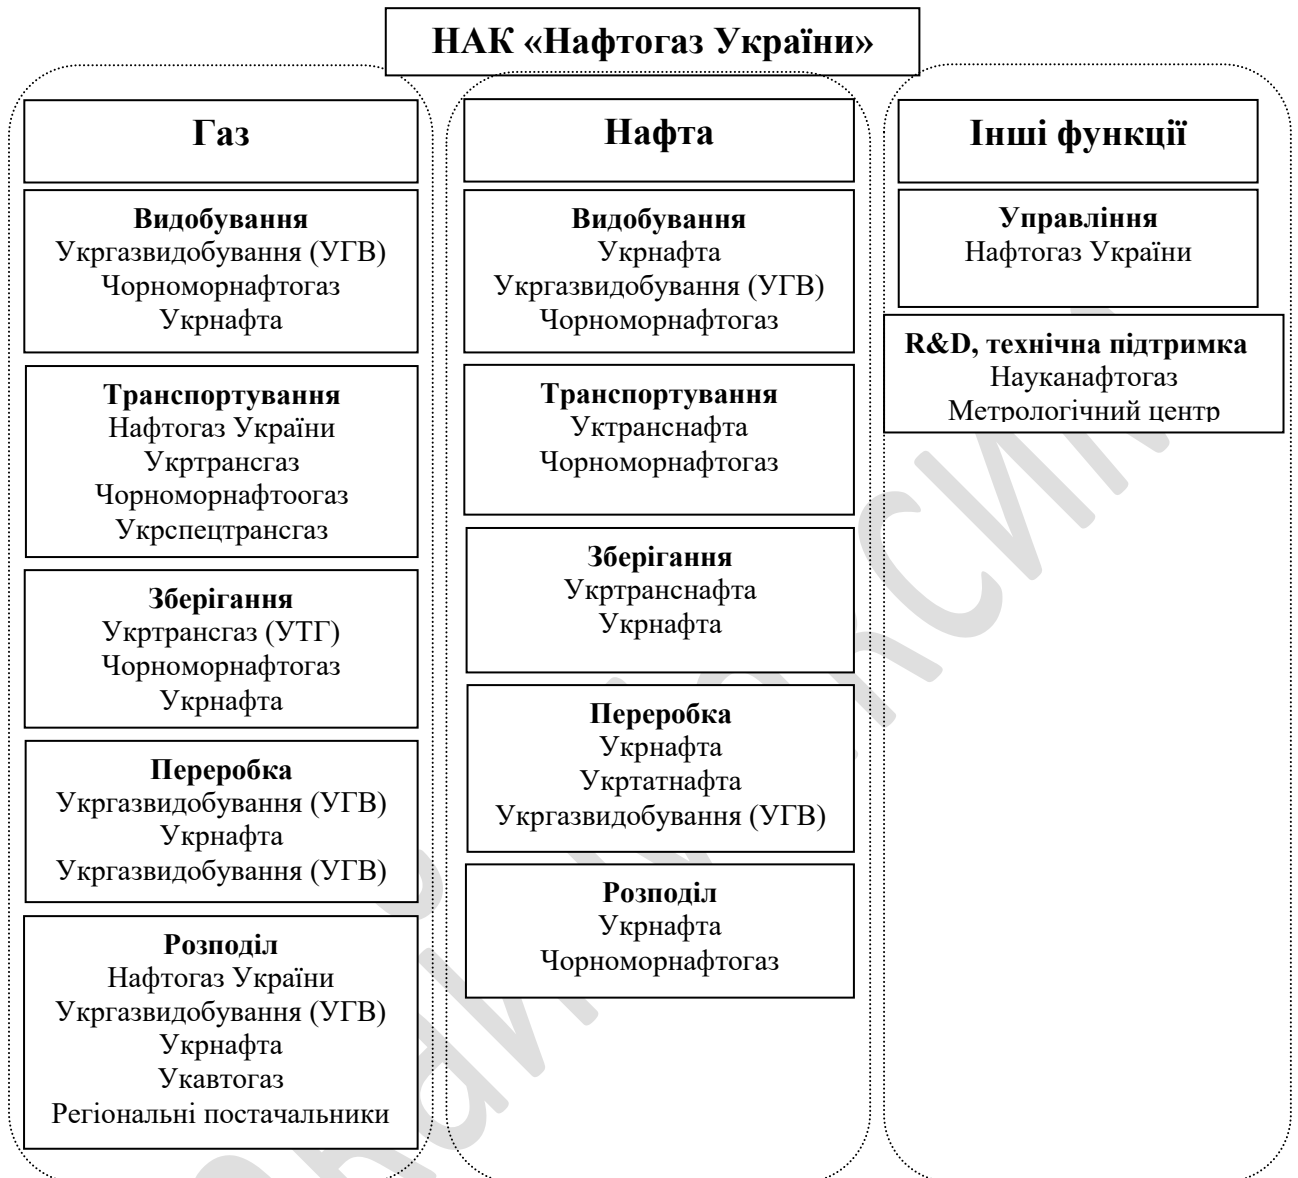 НАК «Нафтогаз України»
Газ
Видобування
Укргазвидобування (УГВ)
Чорноморнафтогаз
Укрнафта
Транспортування
Нафтогаз України
Укртрансгаз
Чорноморнафтоогаз
Укрспецтрансгаз
Зберігання
Укртрансгаз (УТГ)
Чорноморнафтогаз
Укрнафта
Переробка
Укргазвидобування (УГВ)
Укрнафта
Укргазвидобування (УГВ)
Розподіл
Нафтогаз України
Укргазвидобування (УГВ)
Укрнафта
Укавтогаз
Регіональні постачальники
Нафта
Видобування
Укрнафта
Укргазвидобування (УГВ)
Чорноморнафтогаз
Транспортування
Уктранснафта
Чорноморнафтогаз
Зберігання
Укртранснафта
Укрнафта
Переробка
Укрнафта
Укртатнафта
Укргазвидобування (УГВ)
Розподіл
Укрнафта
Чорноморнафтогаз
Інші функції
Управління
Нафтогаз України
R&D, технічна підтримка
Науканафтогаз
Метрологічний центр